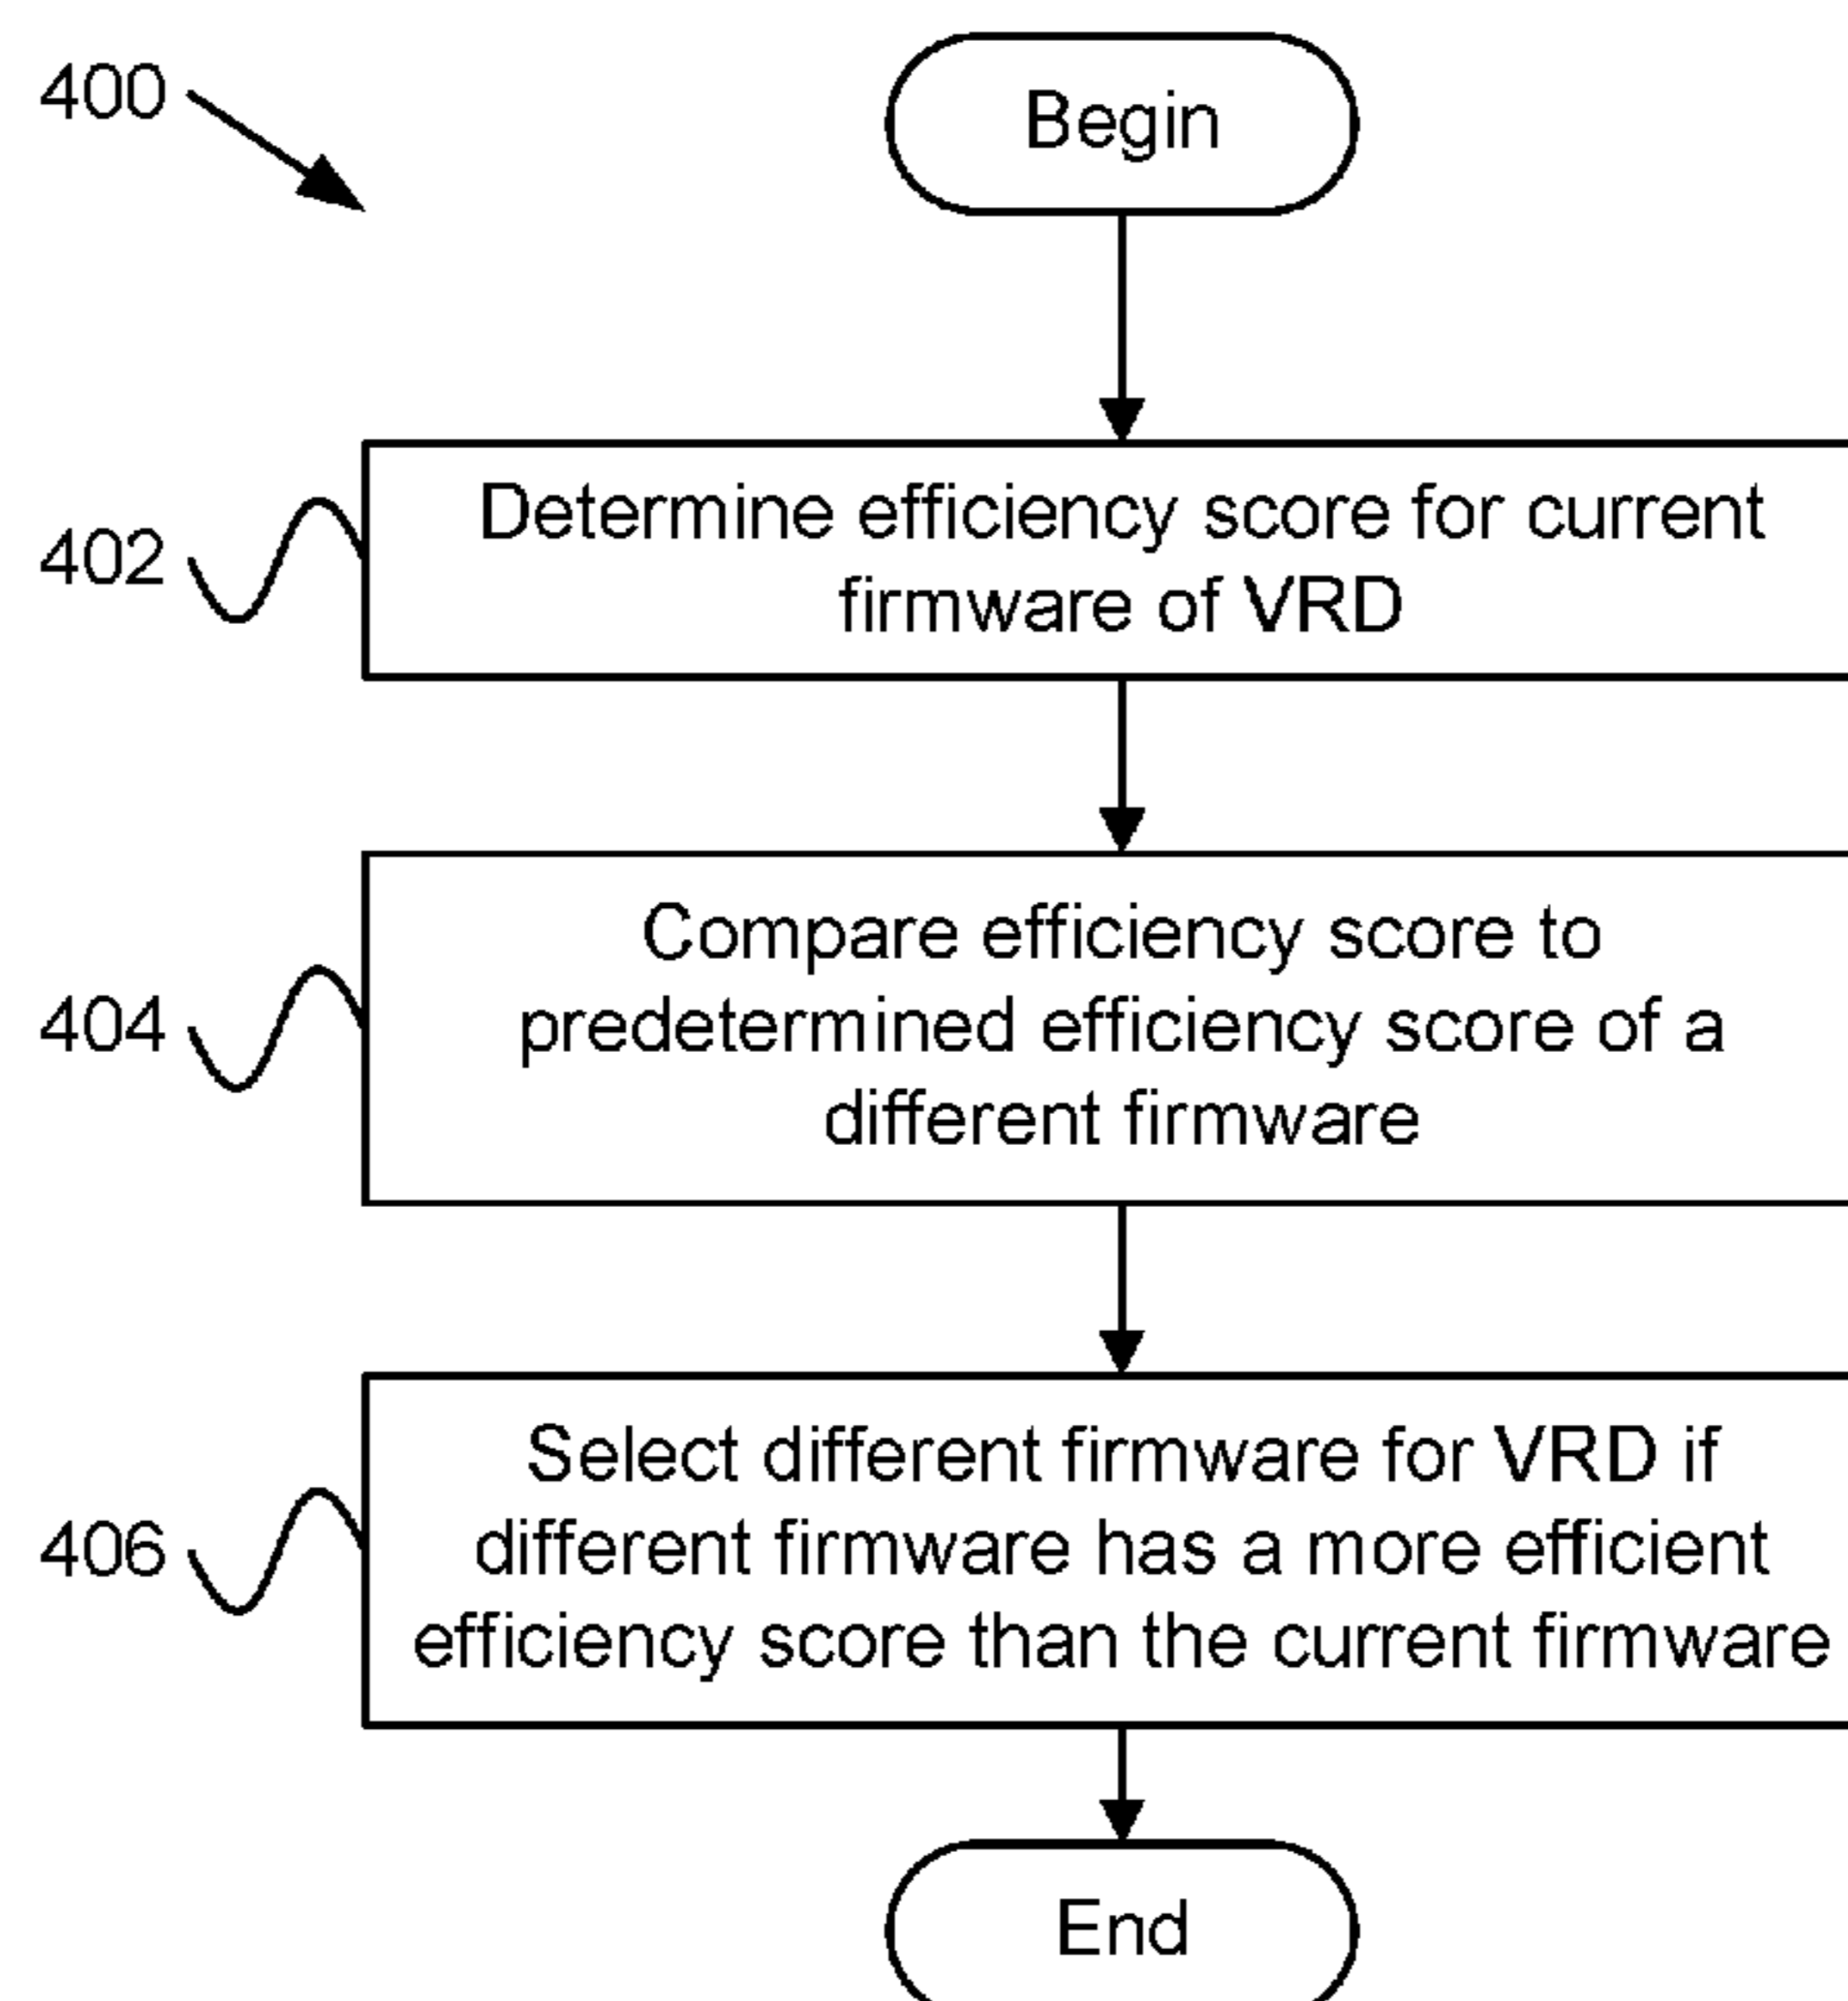 400
Begin
402
Determine efficiency score for current
firmware of VRD
404
Compare efficiency score to
predetermined efficiency score of a
different firmware
406
Select different firmware for VRD if
different firmware has a more efficient
efficiency score than the current firmware
End